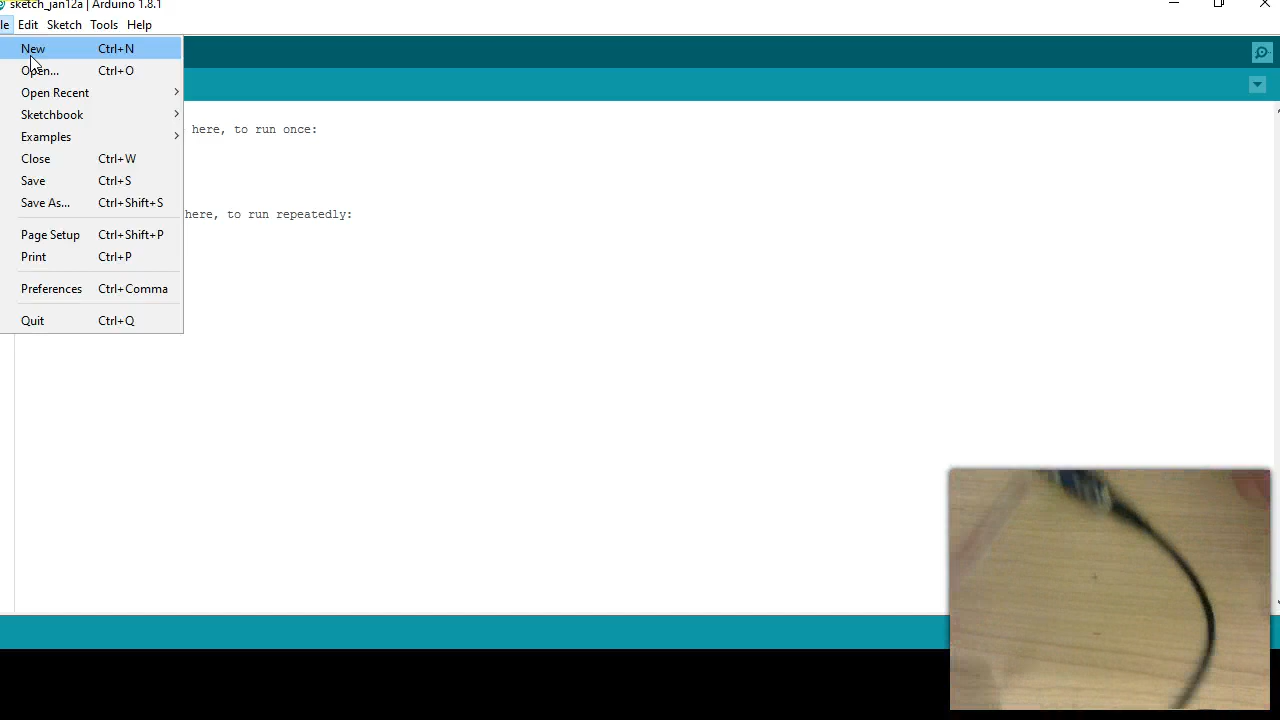 sketch_jan12a | Arduino 1.8.1
le Edit Sketch Tools Help
New Ctrl+N
Open... Ctrl+O
Open Recent
Sketchbook
Examples
Close Ctrl+W
Save Ctrl+S
Save As... Ctrl+Shift+S
Page Setup Ctrl+Shift+P
Print Ctrl+P
Preferences Ctrl+Comma
Quit Ctrl+Q
here, to run once:
here, to run repeatedly: